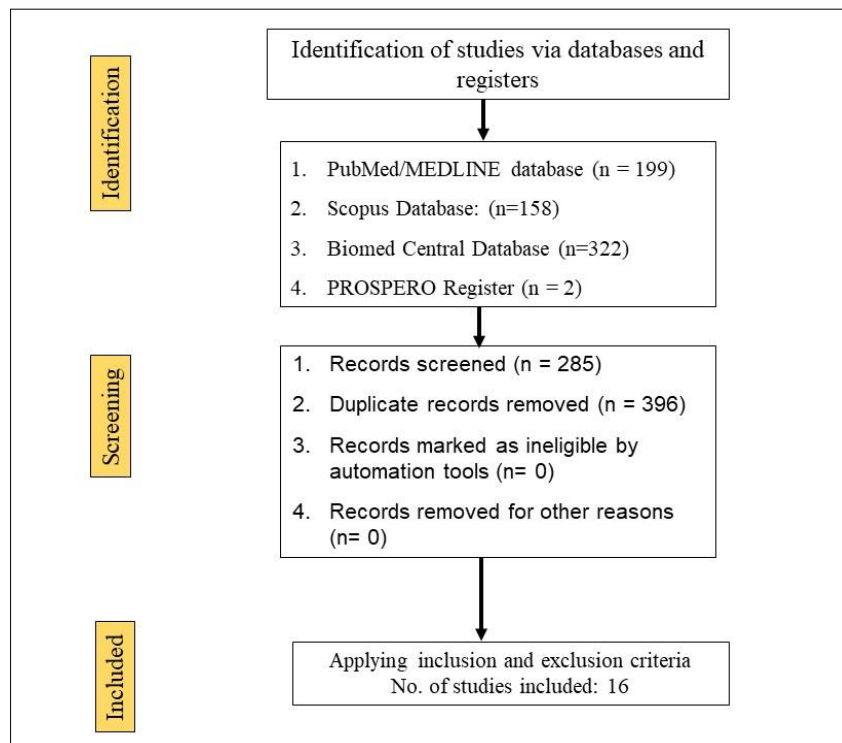 Identification
Identification of studies via databases and
registers
1. PubMed/MEDLINE database (n = 199)
2. Scopus Database: (n=158)
3. Biomed Central Database (n=322)
4. PROSPERO Register (n = 2)
Screening
1. Records screened (n = 285)
2. Duplicate records removed (n = 396)
3. Records marked as ineligible by
automation tools (n= 0)
4. Records removed for other reasons
(n= 0)
Included
Applying inclusion and exclusion criteria
No. of studies included: 16